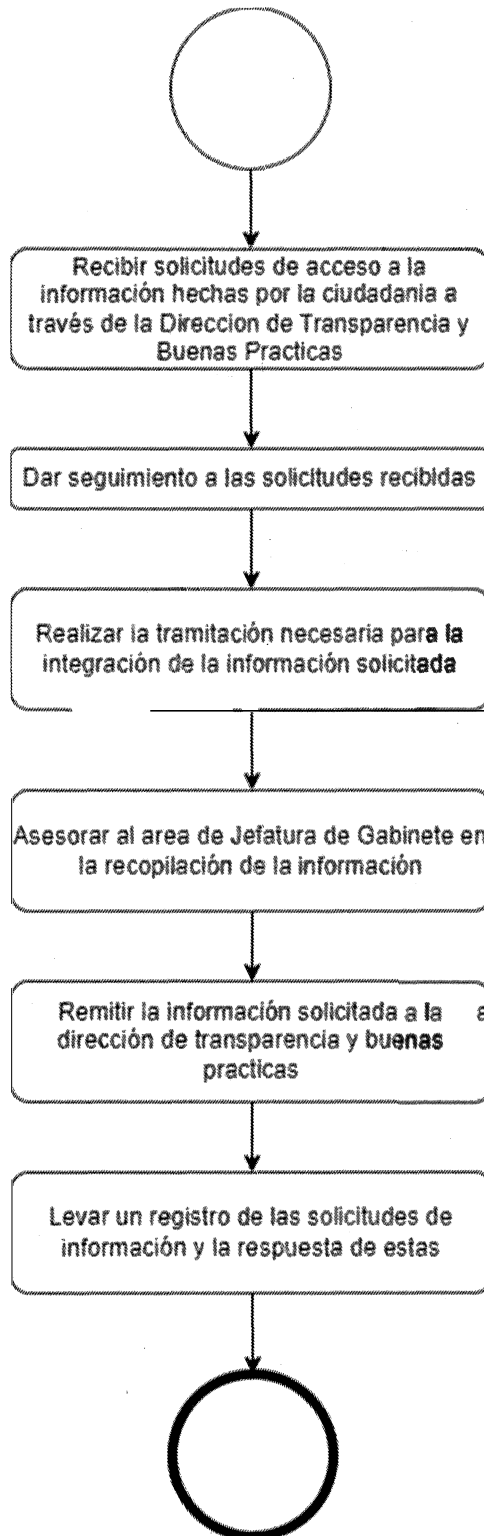 Recibir solicitudes de acceso a la
información hechas por la ciudadania a
través de la Direccion de Transparencia y
Buenas Practicas
Dar seguimiento a las solicitudes recibidas
Realizar la tramitación necesaria para la
integración de la información solicitada
Asesorar al area de Jefatura de Gabinete en
la recopilación de la información
Remitir la información solicitada a la a
dirección de transparencia y buenas
practicas
Levar un registro de las solicitudes de
información y la respuesta de estas